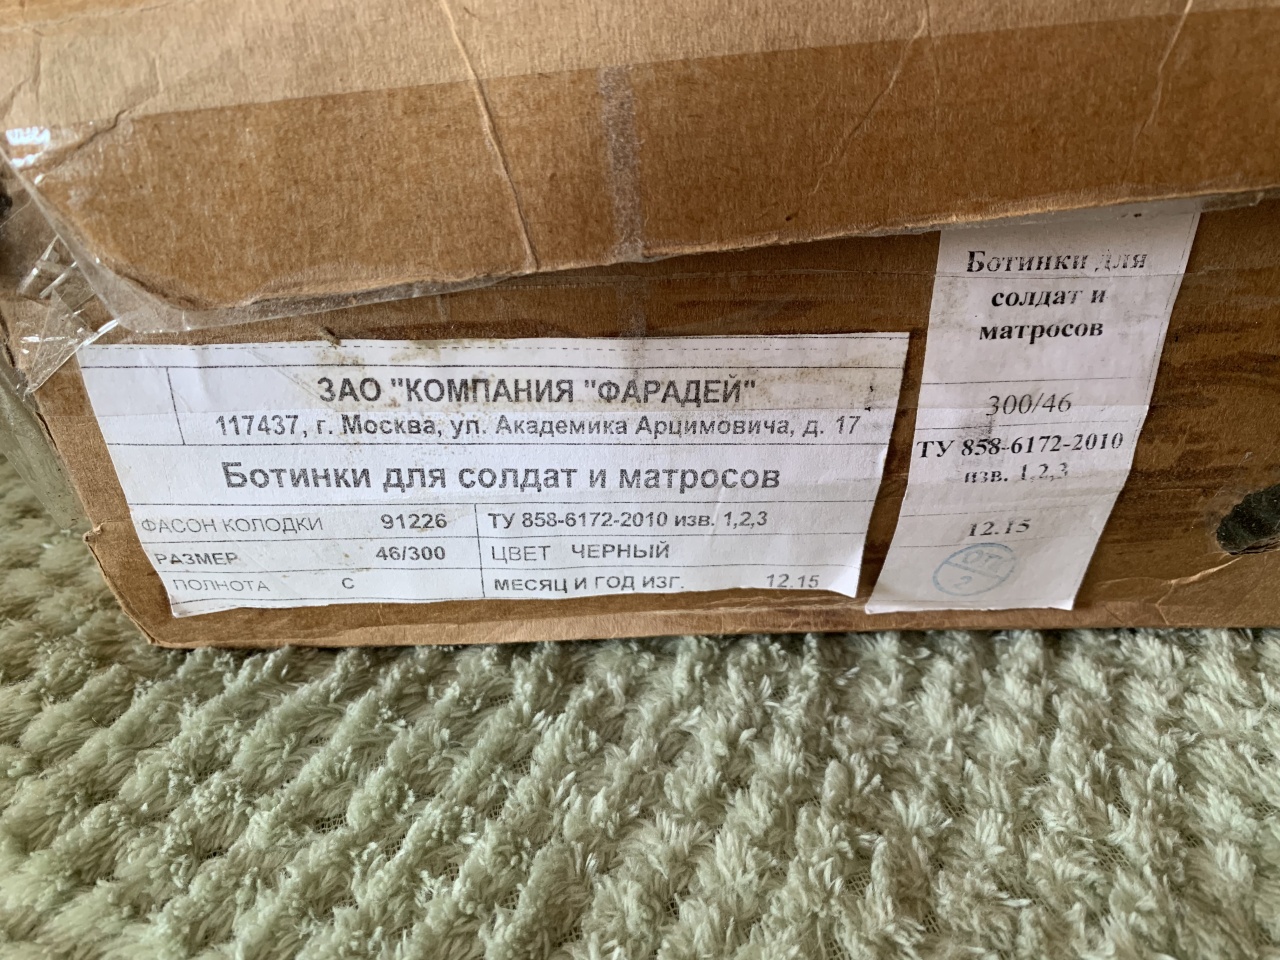 ЗАО "КОМПАНИЯ "ФАРАДЕЙ"
117437, г. Москва, ул. Академика Арцимовича, д. 17
Ботинки для солдат и матросов
ФАСОН КОЛОДКИ 91226 ТУ 858-6172-2010 изв. 1,2,3
РАЗМЕР 46/300 ЦВЕТ ЧЕРНЫЙ
ПОЛНОТА С МЕСЯЦ И ГОД ИЗГ. 12.15
Ботинки для
солдат и
матросов
300/46
ТУ 858-6172-2010
изв. 1,2,3
12.15
ОТК
2